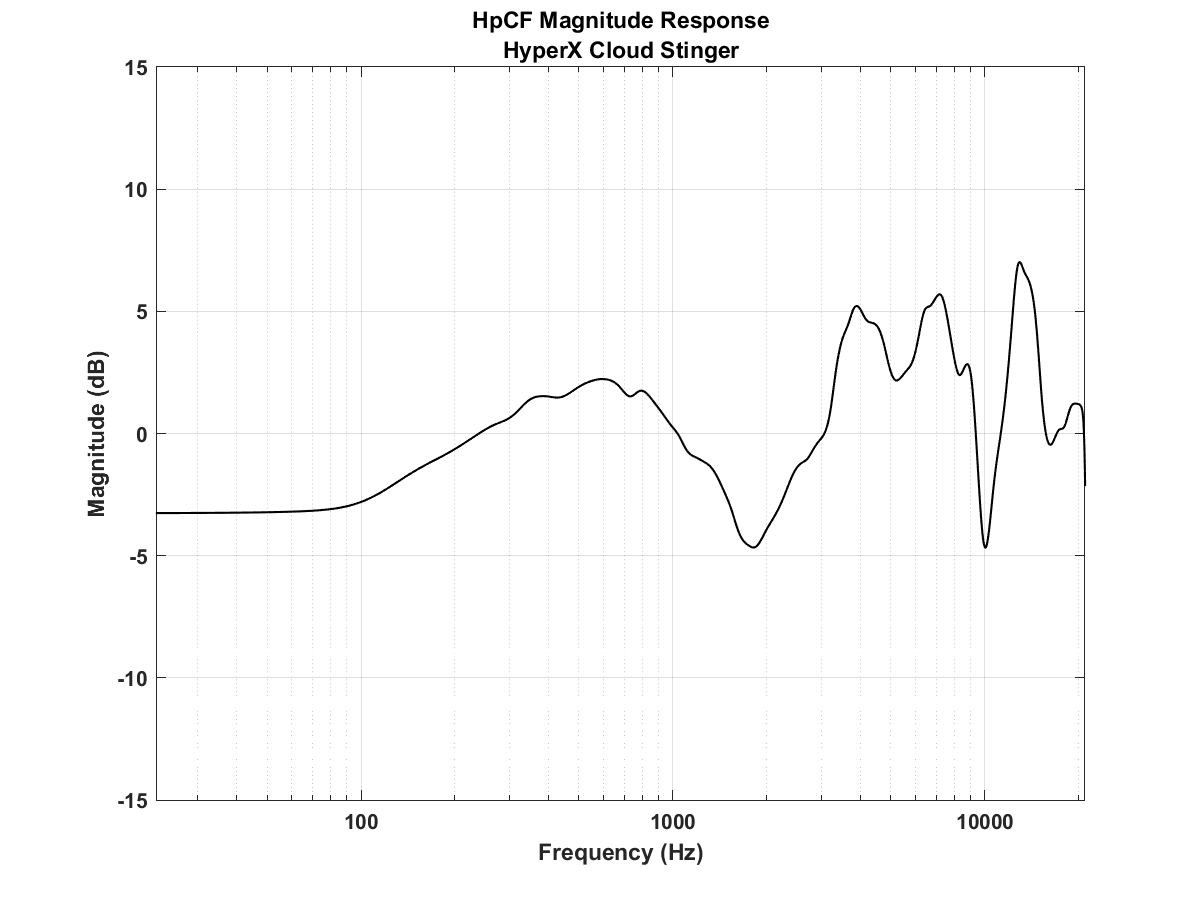 HpCF Magnitude Response
HyperX Cloud Stinger
15
10
5
0
-5
-10
-15
Magnitude (dB)
100 1000 10000
Frequency (Hz)